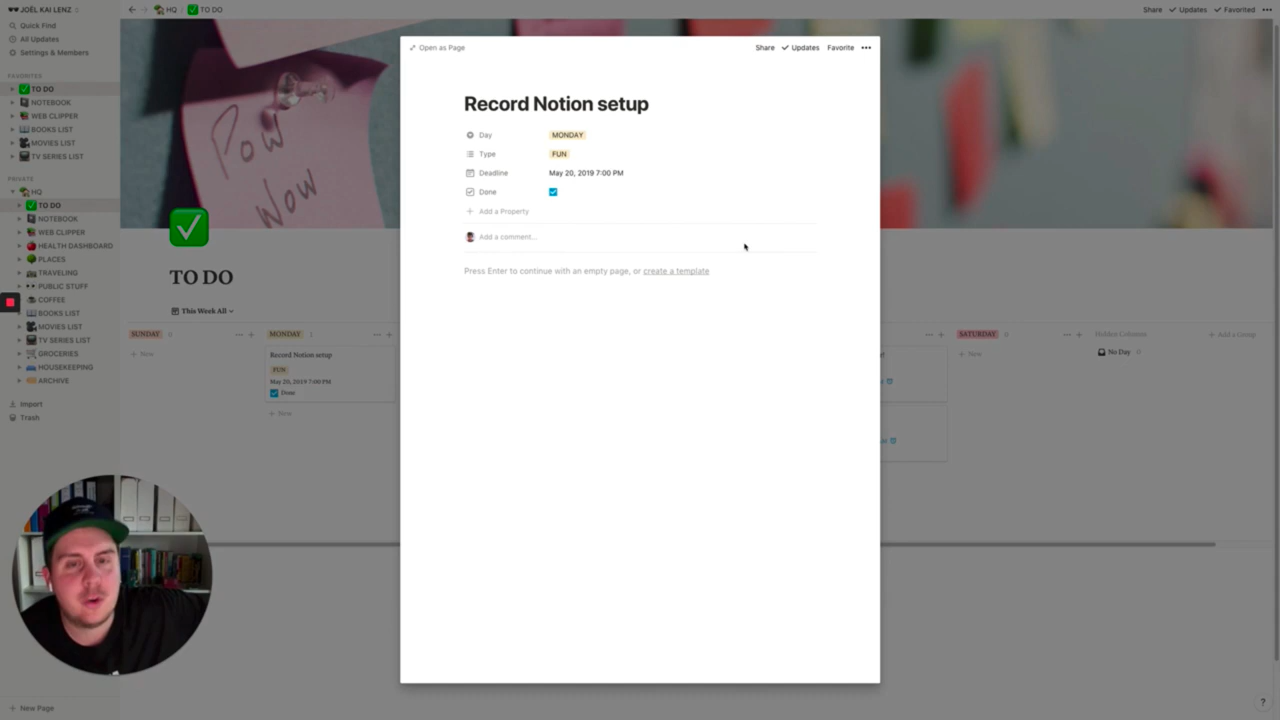 JOËL KAI LENZ
HQ / TO DO
Share Updates Favorited
Quick Find
All Updates
Settings & Members
FAVORITES
TO DO
NOTEBOOK
WEB CLIPPER
BOOKS LIST
MOVIES LIST
TV SERIES LIST
PRIVATE
HQ
TO DO
NOTEBOOK
WEB CLIPPER
HEALTH DASHBOARD
PLACES
TRAVELING
PUBLIC STUFF
COFFEE
BOOKS LIST
MOVIES LIST
TV SERIES LIST
GROCERIES
HOUSEKEEPING
ARCHIVE
Import
Trash
New Page
Pow
Wow
TO DO
This Week All
SUNDAY 0
New
MONDAY 1
Record Notion setup
FUN
May 20, 2019 7:00 PM
Done
New
Open as Page
Share Updates Favorite
Record Notion setup
Day MONDAY
Type FUN
Deadline May 20, 2019 7:00 PM
Done
Add a Property
Add a comment...
Press Enter to continue with an empty page, or create a template
SATURDAY 0
New
Hidden Columns
No Day 0
Add a Group
?